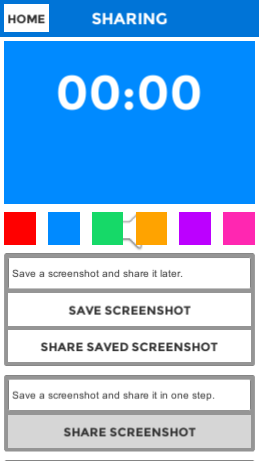 HOME
SHARING
00:00
Save a screenshot and share it later.
SAVE SCREENSHOT
SHARE SAVED SCREENSHOT
Save a screenshot and share it in one step.
SHARE SCREENSHOT